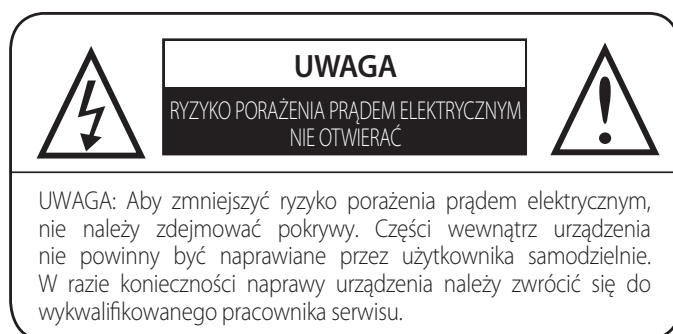 UWAGA
RYZYKO PORAŻENIA PRĄDEM ELEKTRYCZNYM
NIE OTWIERAĆ
UWAGA: Aby zmniejszyć ryzyko porażenia prądem elektrycznym,
nie należy zdejmować pokrywy. Części wewnątrz urządzenia
nie powinny być naprawiane przez użytkownika samodzielnie.
W razie konieczności naprawy urządzenia należy zwrócić się do
wykwalifikowanego pracownika serwisu.